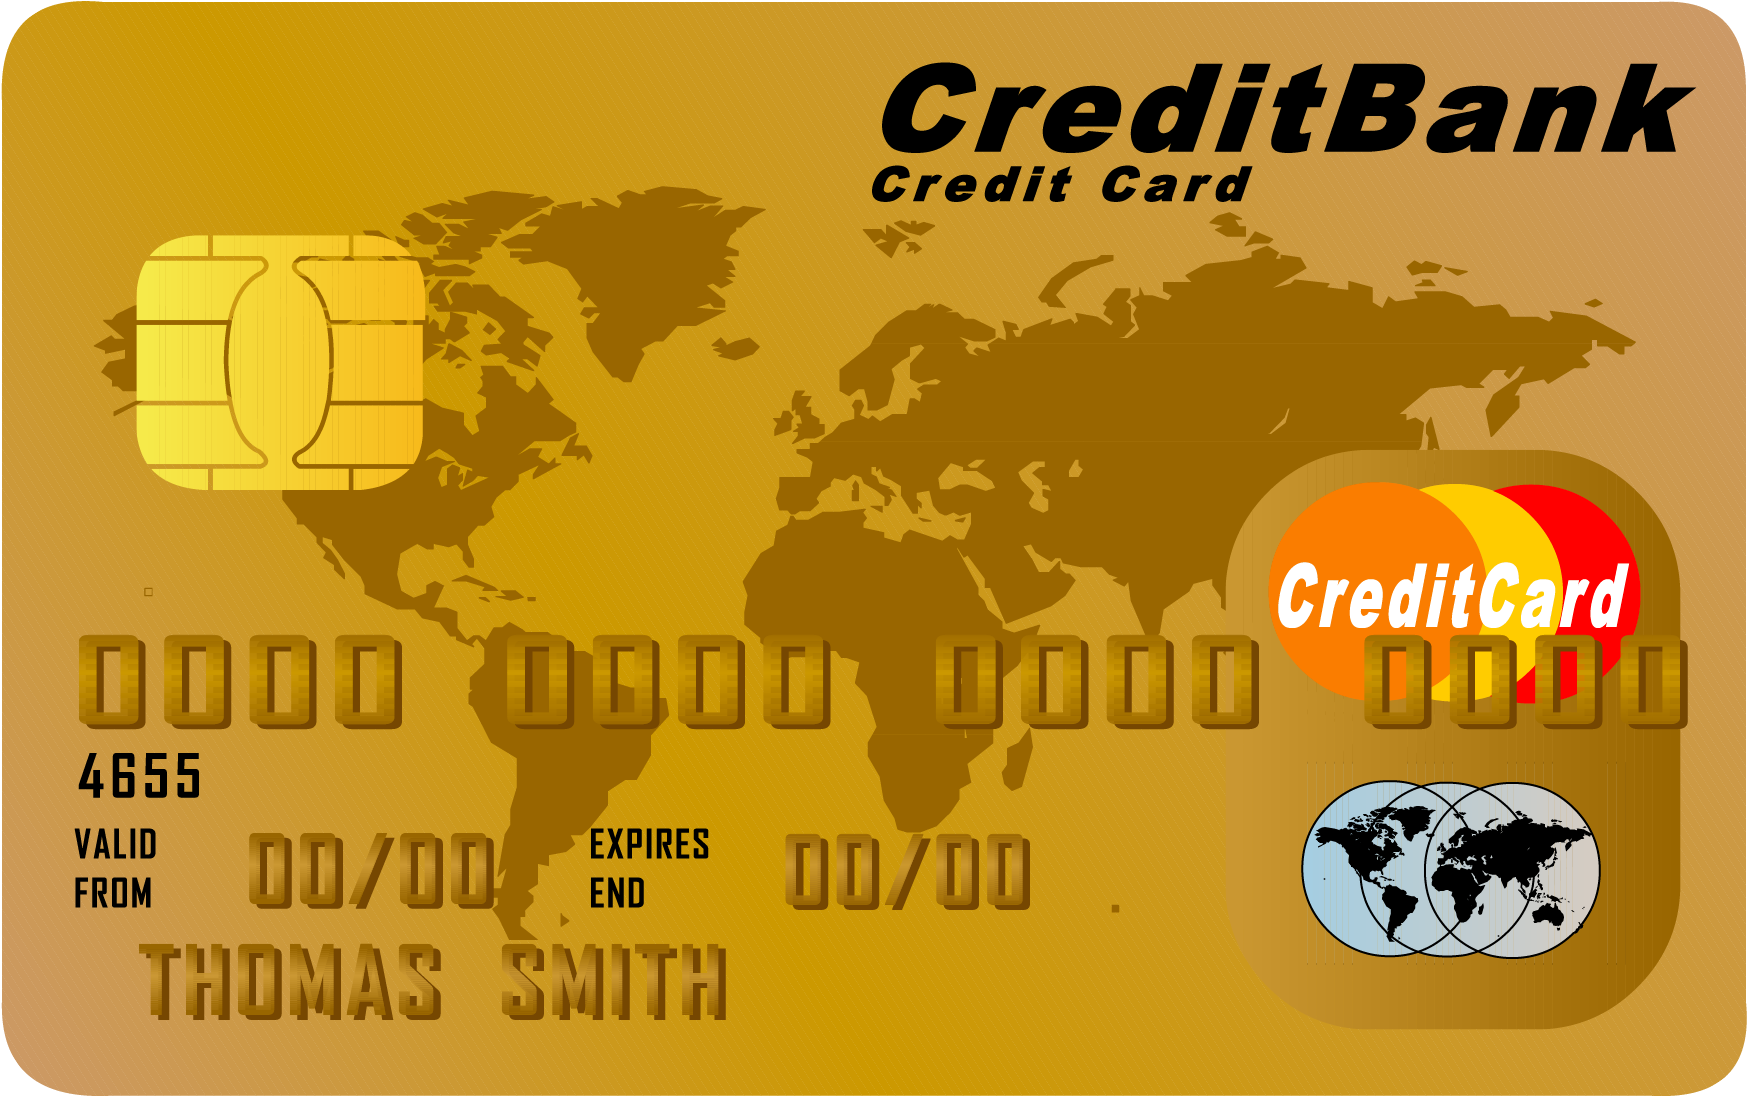 CreditBank
Credit Card
CreditCard
0000 0000 0000 0000
4655
VALID FROM 00/00 EXPIRES END 00/00
THOMAS SMITH